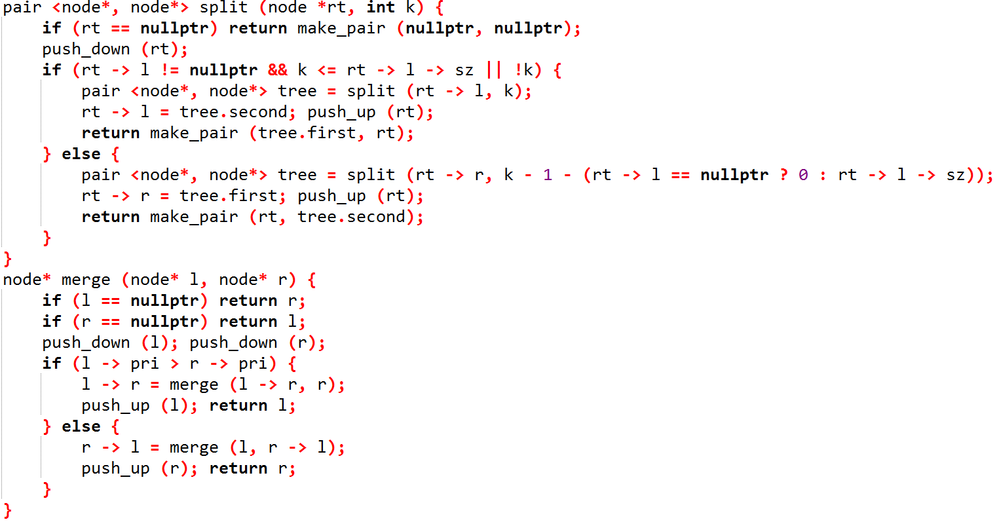 pair <node*, node*> split (node *rt, int k) {
    if (rt == nullptr) return make_pair (nullptr, nullptr);
    push_down (rt);
    if (rt -> l != nullptr && k <= rt -> l -> sz || !k) {
        pair <node*, node*> tree = split (rt -> l, k);
        rt -> l = tree.second; push_up (rt);
        return make_pair (tree.first, rt);
    } else {
        pair <node*, node*> tree = split (rt -> r, k - 1 - (rt -> l == nullptr ? 0 : rt -> l -> sz));
        rt -> r = tree.first; push_up (rt);
        return make_pair (rt, tree.second);
    }
}
node* merge (node* l, node* r) {
    if (l == nullptr) return r;
    if (r == nullptr) return l;
    push_down (l); push_down (r);
    if (l -> pri > r -> pri) {
        l -> r = merge (l -> r, r);
        push_up (l); return l;
    } else {
        r -> l = merge (l, r -> l);
        push_up (r); return r;
    }
}